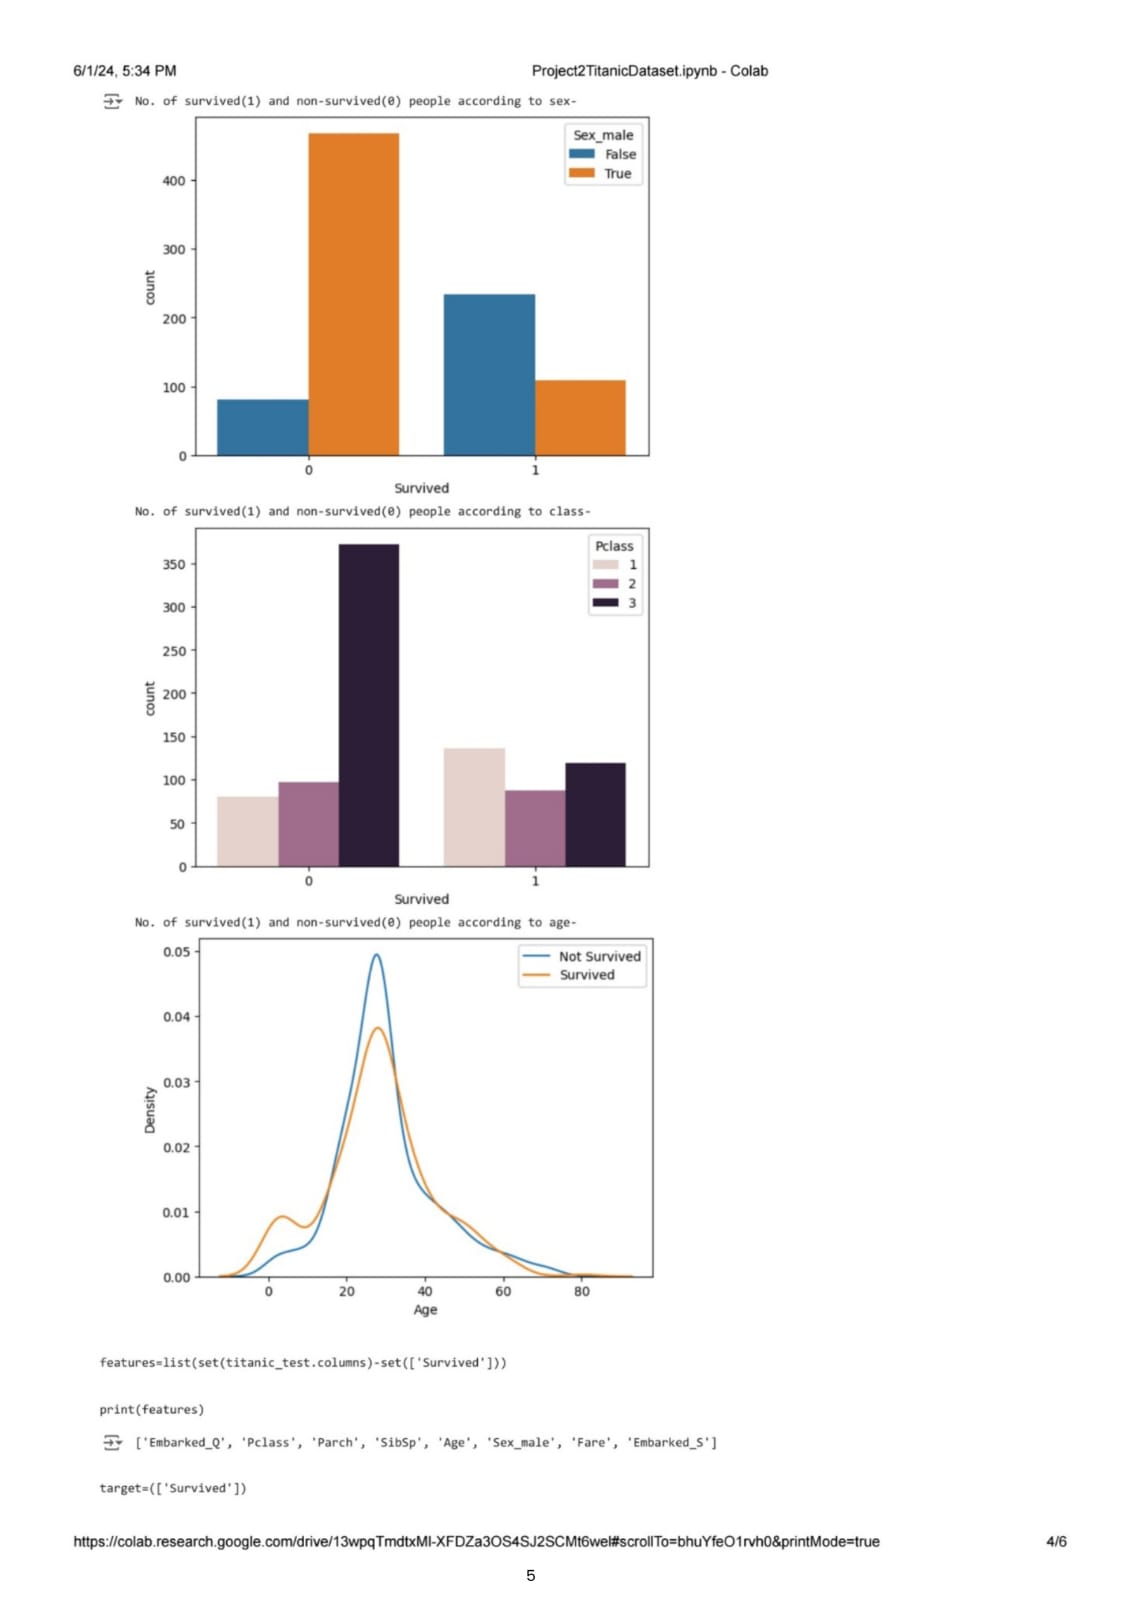 6/1/24, 5:34 PM
Project2TitanicDataset.ipynb - Colab
No. of survived(1) and non-survived(0) people according to sex-
Sex_male
False
True
400
300
200
100
0
count
0
1
Survived
No. of survived(1) and non-survived(0) people according to class-
Pclass
1
2
3
350
300
250
200
150
100
50
0
count
0
1
Survived
No. of survived(1) and non-survived(0) people according to age-
Not Survived
Survived
0.05
0.04
0.03
0.02
0.01
0.00
Density
0
20
40
60
80
Age
features=list(set(titanic_test.columns)-set(['Survived']))
print(features)
['Embarked_Q', 'Pclass', 'Parch', 'SibSp', 'Age', 'Sex_male', 'Fare', 'Embarked_S']
target=(['Survived'])
https://colab.research.google.com/drive/13wpqTmdtxMI-XFDZa3OS4SJ2SCMt6wel#scrollTo=bhuYfeO1rvh0&printMode=true
4/6
5